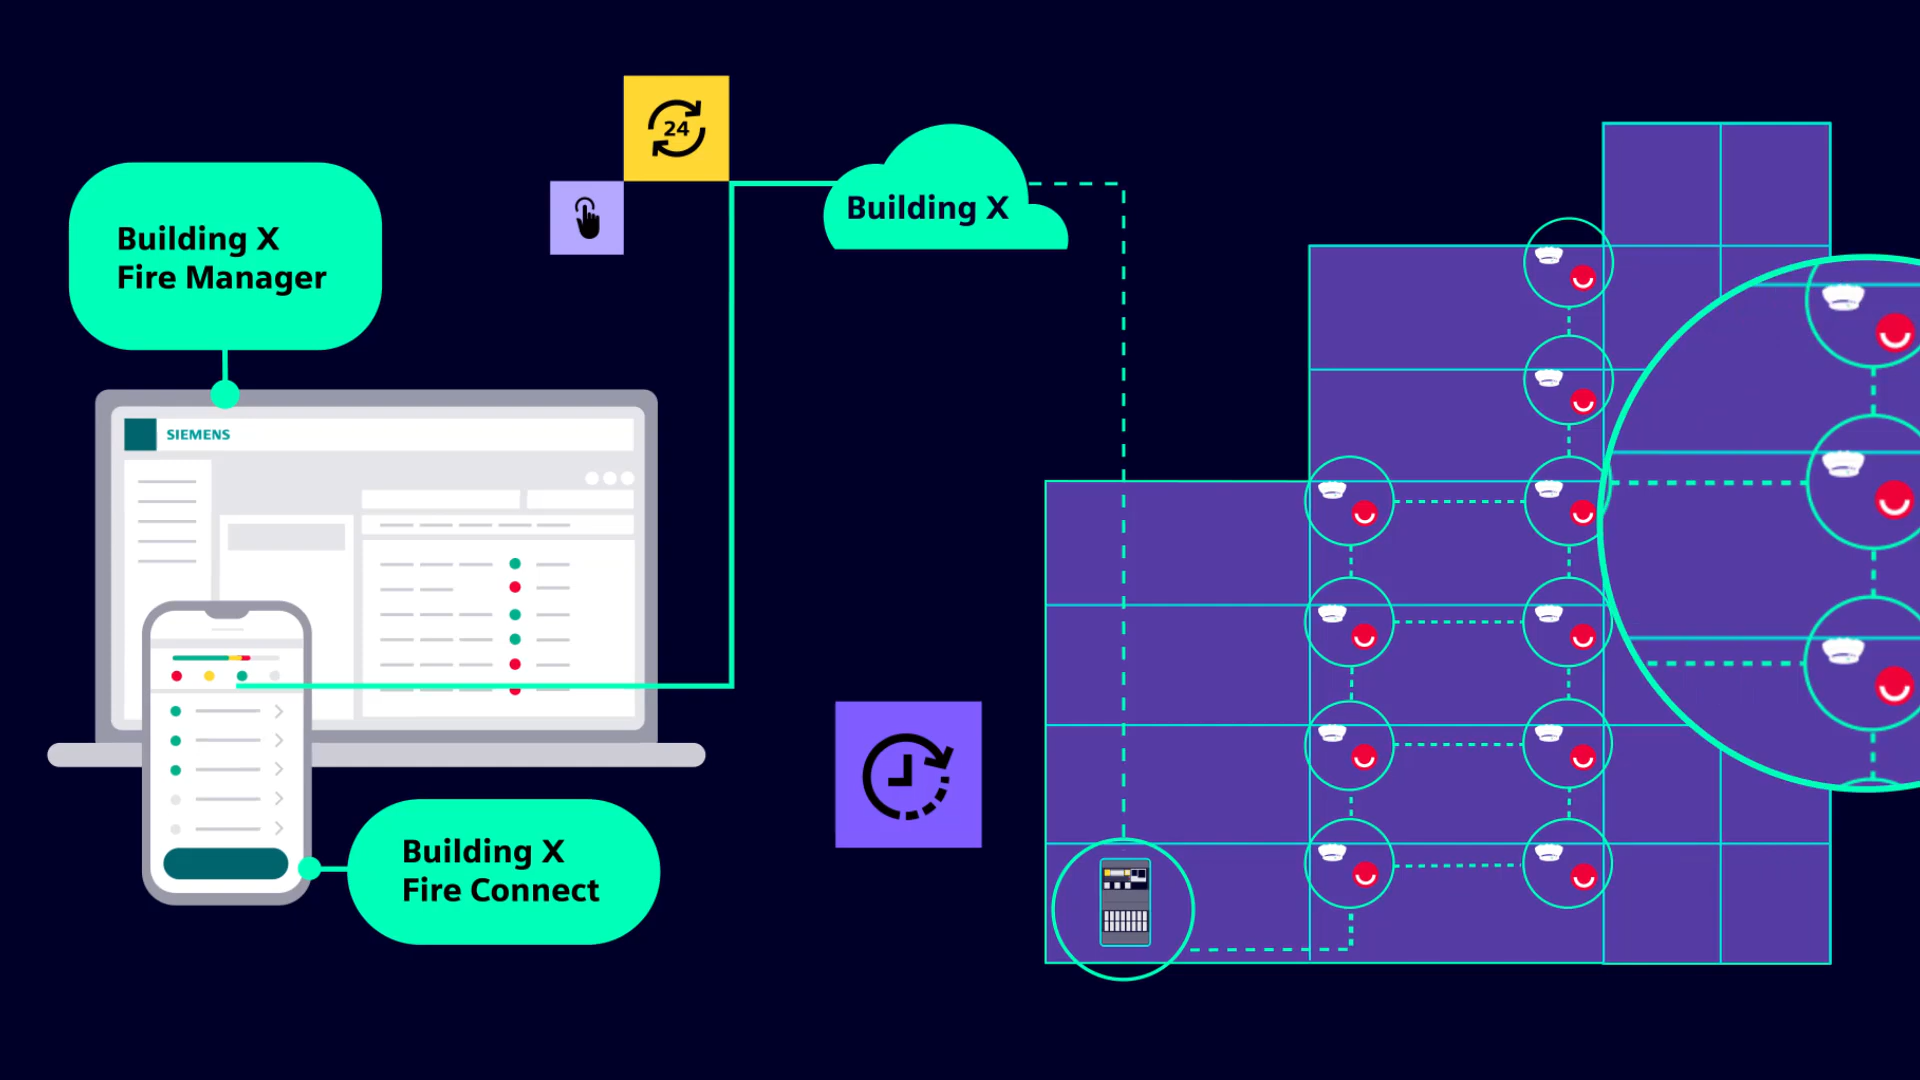 24
Building X
Building X
Fire Manager
SIEMENS
Building X
Fire Connect